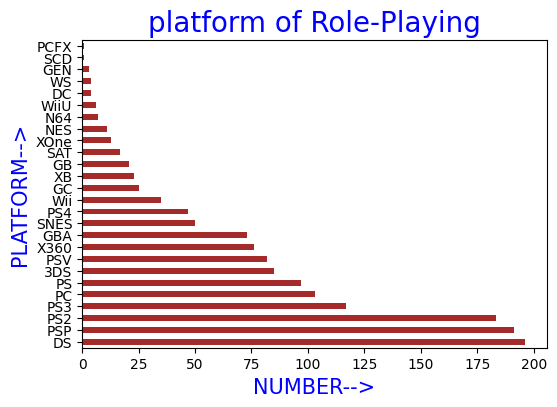 platform of Role-Playing
PLATFORM-->
PCFX
SCD
GEN
WS
DC
WiiU
N64
NES
XOne
SAT
GB
XB
GC
Wii
PS4
SNES
GBA
X360
PSV
3DS
PS
PC
PS3
PS2
PSP
DS
0 25 50 75 100 125 150 175 200
NUMBER-->